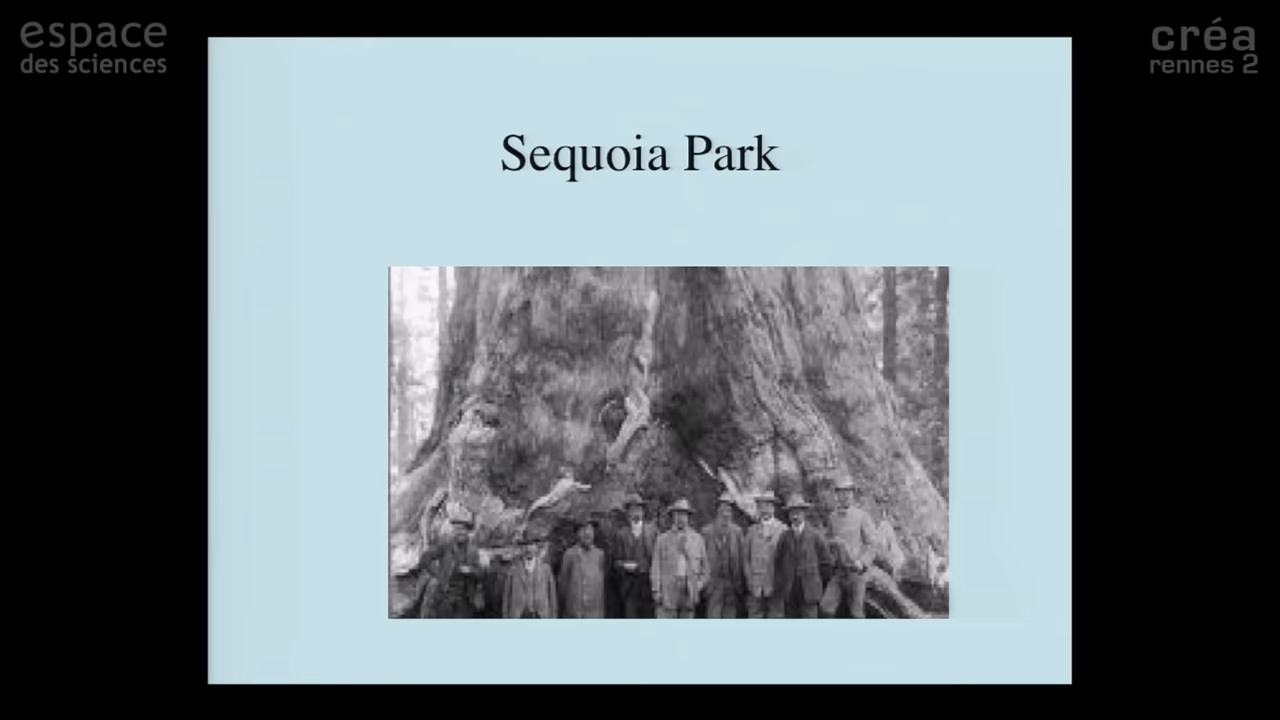 espace
des sciences
créa
rennes 2
Sequoia Park